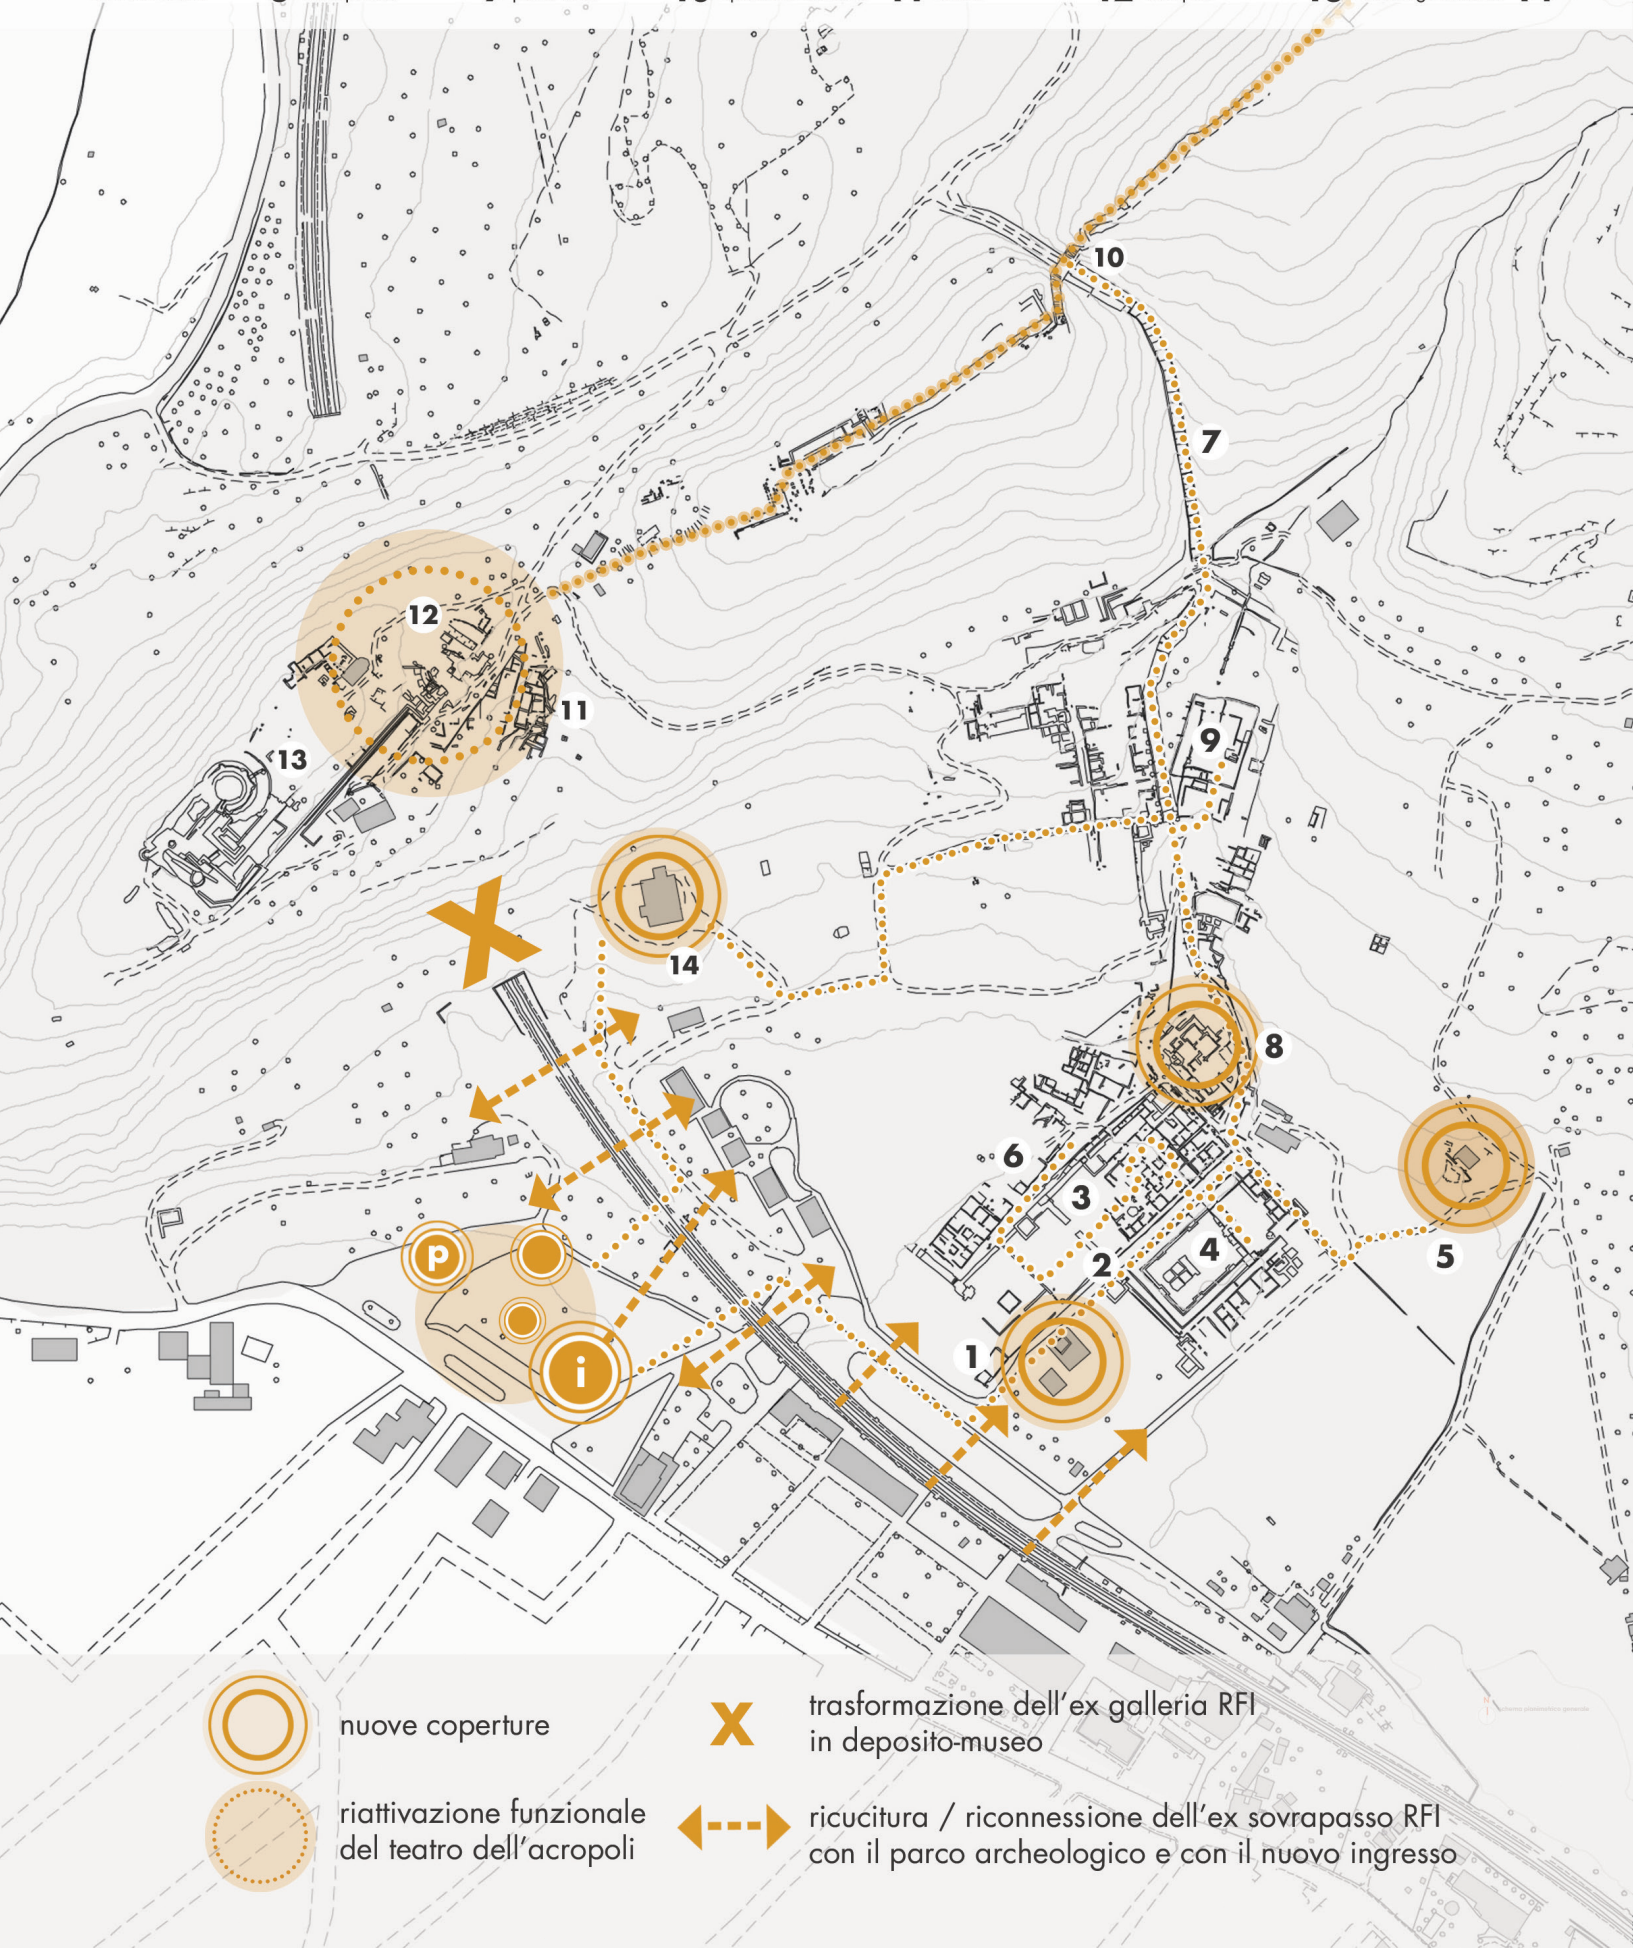 10
7
12
11
13
9
14
8
6
3
2
4
5
p
i
1
nuove coperture
riattivazione funzionale
del teatro dell'acropoli
X
trasformazione dell'ex galleria RFI
in deposito-museo
ricucitura / riconnessione dell'ex sovrapasso RFI
con il parco archeologico e con il nuovo ingresso